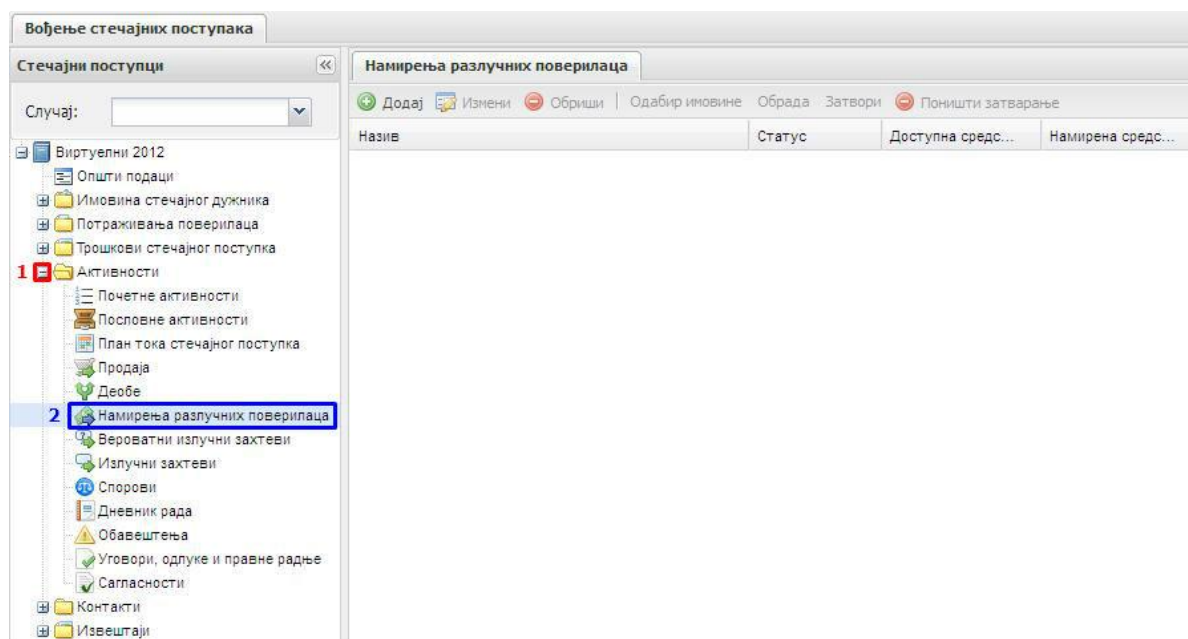 Вођење стечајних поступака
Стечајни поступци
Случај:
Виртуелни 2012
Општи подаци
Имовина стечајног дужника
Потраживања поверилаца
Трошкови стечајног поступка
1 Активности
Почетне активности
Пословне активности
План тока стечајног поступка
Продаја
Деобе
2 Намирења разлучних поверилаца
Вероватни излучни захтеви
Излучни захтеви
Спорови
Дневник рада
Обавештења
Уговори, одлуке и правне радње
Сагласности
Контакти
Извештаји
Намирења разлучних поверилаца
Додај Измени Обриши Одабир имовине Обрада Затвори Поништи затварање
Назив Статус Доступна средс... Намирена средс...